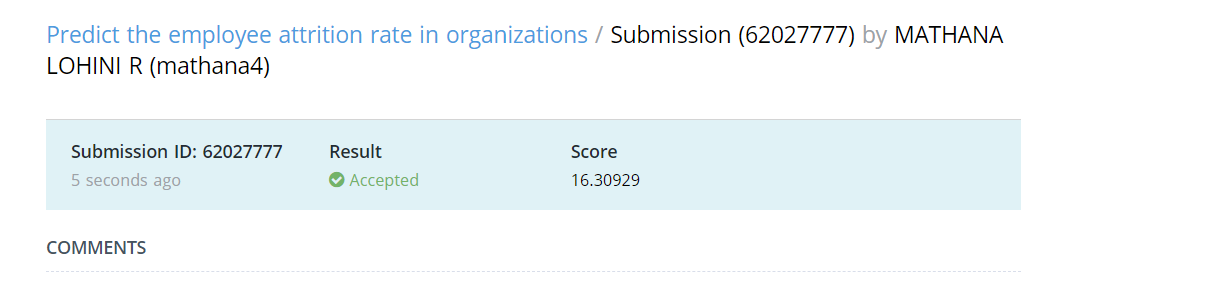 Predict the employee attrition rate in organizations / Submission (62027777) by MATHANA
LOHINI R (mathana4)
Submission ID: 62027777 Result Score
5 seconds ago Accepted 16.30929
COMMENTS